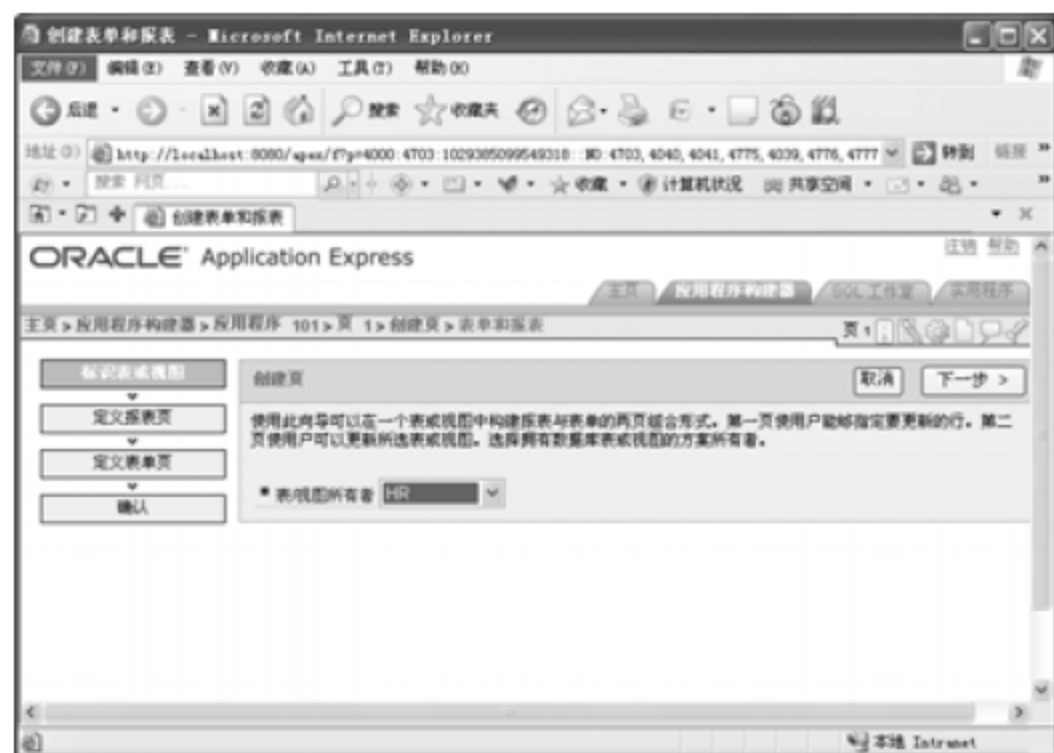 创建表单和报表 - Microsoft Internet Explorer
文件(F) 编辑(E) 查看(V) 收藏(A) 工具(T) 帮助(H)
后退 搜索 收藏夹
地址(D) http://localhost:8080/apex/f?p=4000:4703:1029385099549318::NO:4703,4040,4041,4775,4039,4776,4777 转到 链接
搜索 网页... 收藏 计算机状况 共享空间
创建表单和报表
ORACLE Application Express
注销 帮助
主页 应用程序构建器 SQL 工作室 实用程序
主页 > 应用程序构建器 > 应用程序 101 > 页 1 > 创建页 > 表单和报表
页 1
标识表或视图
定义报表页
定义表单页
确认
创建页
取消 下一步 >
使用此向导可以在一个表或视图中构建报表与表单的两页组合形式。第一页使用户能够指定要更新的行。第二
页使用户可以更新所选表或视图。选择拥有数据库表或视图的方案所有者。
* 表/视图所有者 HR
本地 Intranet